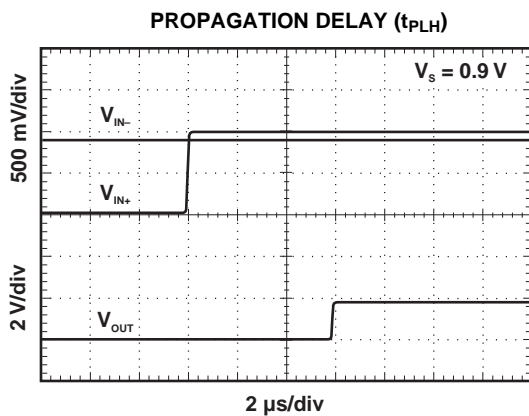 PROPAGATION DELAY (tPLH)
VS = 0.9 V
VIN–
500 mV/div
VIN+
2 V/div
VOUT
2 µs/div